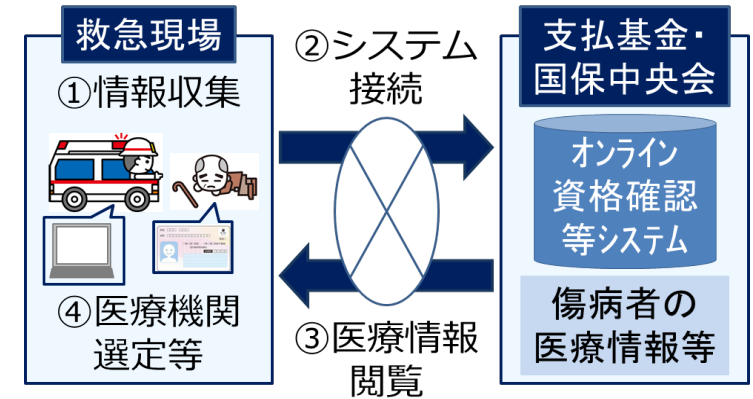 救急現場
①情報収集
④医療機関
選定等
②システム
接続
③医療情報
閲覧
支払基金・
国保中央会
オンライン
資格確認
等システム
傷病者の
医療情報等